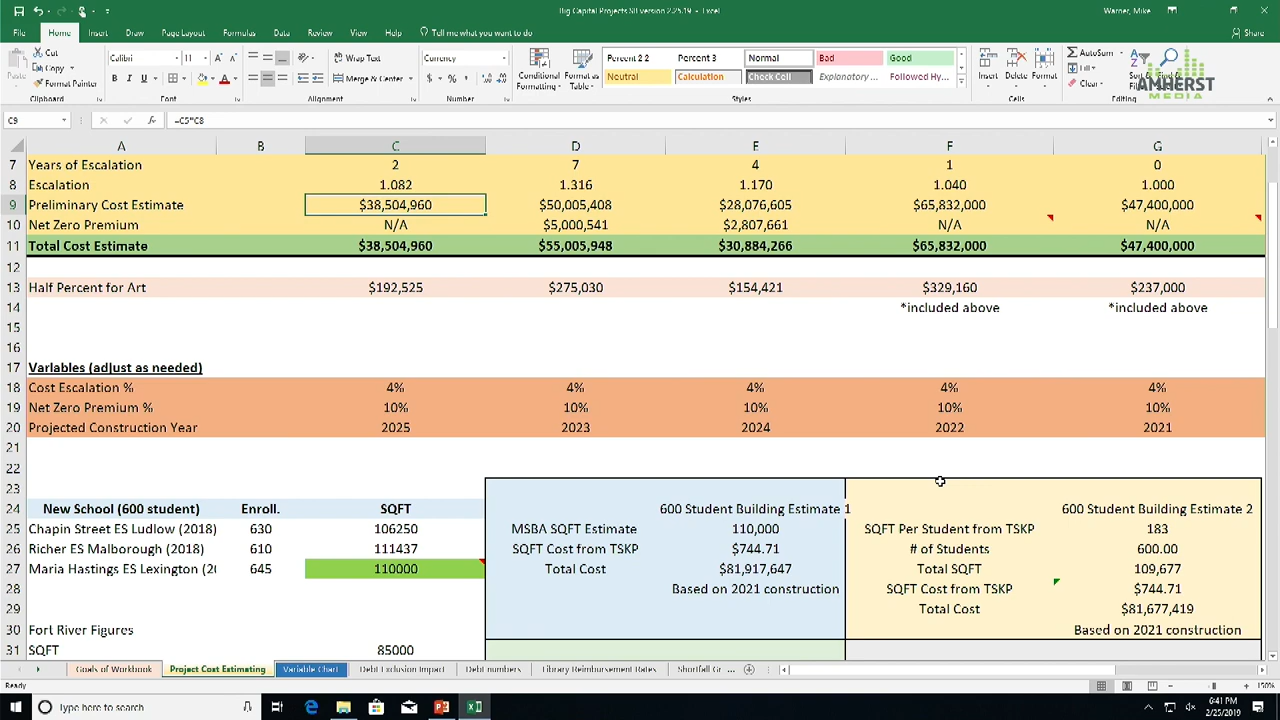 Big Capital Projects SB version 2.25.19 - Excel
Warner, Mike
File Home Insert Draw Page Layout Formulas Data Review View Help Tell me what you want to do Share
Cut
Copy
Format Painter
Paste
Clipboard
Calibri 11
B I U
Font
Wrap Text
Merge & Center
Alignment
Currency
$ % ,
Number
Conditional Formatting
Format as Table
Percent 2 2 Percent 3 Normal Bad Good
Neutral Calculation Check Cell Explanatory ... Followed Hy...
Styles
Insert Delete Format
Cells
AutoSum
Fill
Clear
Editing
AMHERST
MEDIA
C9 =C5*C8
A B C D E F G
7 Years of Escalation 2 7 4 1 0
8 Escalation 1.082 1.316 1.170 1.040 1.000
9 Preliminary Cost Estimate $38,504,960 $50,005,408 $28,076,605 $65,832,000 $47,400,000
10 Net Zero Premium N/A $5,000,541 $2,807,661 N/A N/A
11 Total Cost Estimate $38,504,960 $55,005,948 $30,884,266 $65,832,000 $47,400,000
12
13 Half Percent for Art $192,525 $275,030 $154,421 $329,160 $237,000
14 *included above *included above
15
16
17 Variables (adjust as needed)
18 Cost Escalation % 4% 4% 4% 4% 4%
19 Net Zero Premium % 10% 10% 10% 10% 10%
20 Projected Construction Year 2025 2023 2024 2022 2021
21
22
23
24 New School (600 student) Enroll. SQFT 600 Student Building Estimate 1 600 Student Building Estimate 2
25 Chapin Street ES Ludlow (2018) 630 106250 MSBA SQFT Estimate 110,000 SQFT Per Student from TSKP 183
26 Richer ES Malborough (2018) 610 111437 SQFT Cost from TSKP $744.71 # of Students 600.00
27 Maria Hastings ES Lexington (20 645 110000 Total Cost $81,917,647 Total SQFT 109,677
28 Based on 2021 construction SQFT Cost from TSKP $744.71
29 Total Cost $81,677,419
30 Fort River Figures Based on 2021 construction
31 SQFT 85000
Goals of Workbook Project Cost Estimating Variable Chart Debt Exclusion Impact Debt numbers Library Reimbursement Rates Shortfall Gr ...
Ready 150%
Type here to search
6:41 PM
2/25/2019